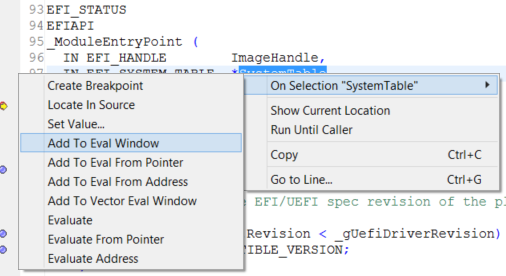 93 EFI_STATUS
94 EFIAPI
95 _ModuleEntryPoint (
96 IN EFI_HANDLE ImageHandle,
97 IN EFI_SYSTEM_TABLE *SystemTable
Create Breakpoint
Locate In Source
Set Value...
Add To Eval Window
Add To Eval From Pointer
Add To Eval From Address
Add To Vector Eval Window
Evaluate
Evaluate From Pointer
Evaluate Address
On Selection "SystemTable"
Show Current Location
Run Until Caller
Copy Ctrl+C
Go to Line... Ctrl+G
EFI/UEFI spec revision of the
Revision < _gUefiDriverRevision)
TIBLE_VERSION;